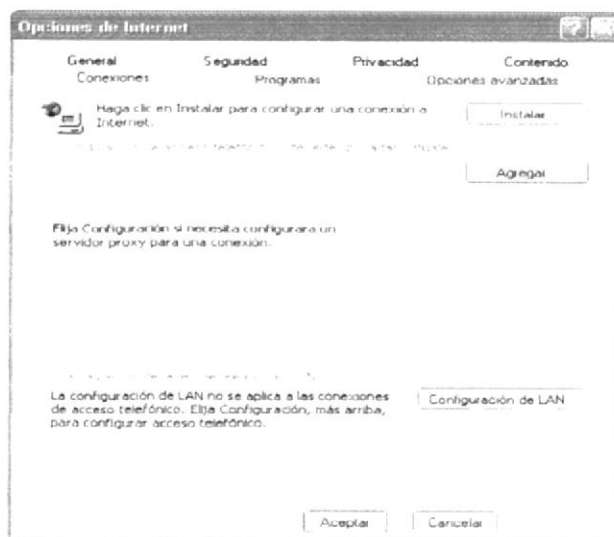 Opciones de Internet
General Seguridad Privacidad Contenido
Conexiones Programas Opciones avanzadas
Haga clic en Instalar para configurar una conexión a
Internet.
Instalar
Agregar
Elija Configuración si necesita configurara un
servidor proxy para una conexión.
La configuración de LAN no se aplica a las conexiones
de acceso telefónico. Elija Configuración, más arriba,
para configurar acceso telefónico.
Configuración de LAN
Aceptar Cancelar